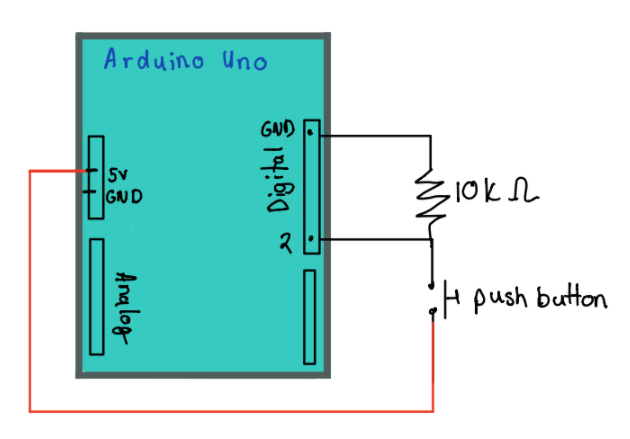 Arduino Uno
GND
Digital
2
5v
GND
Analog
10k Ω
push button